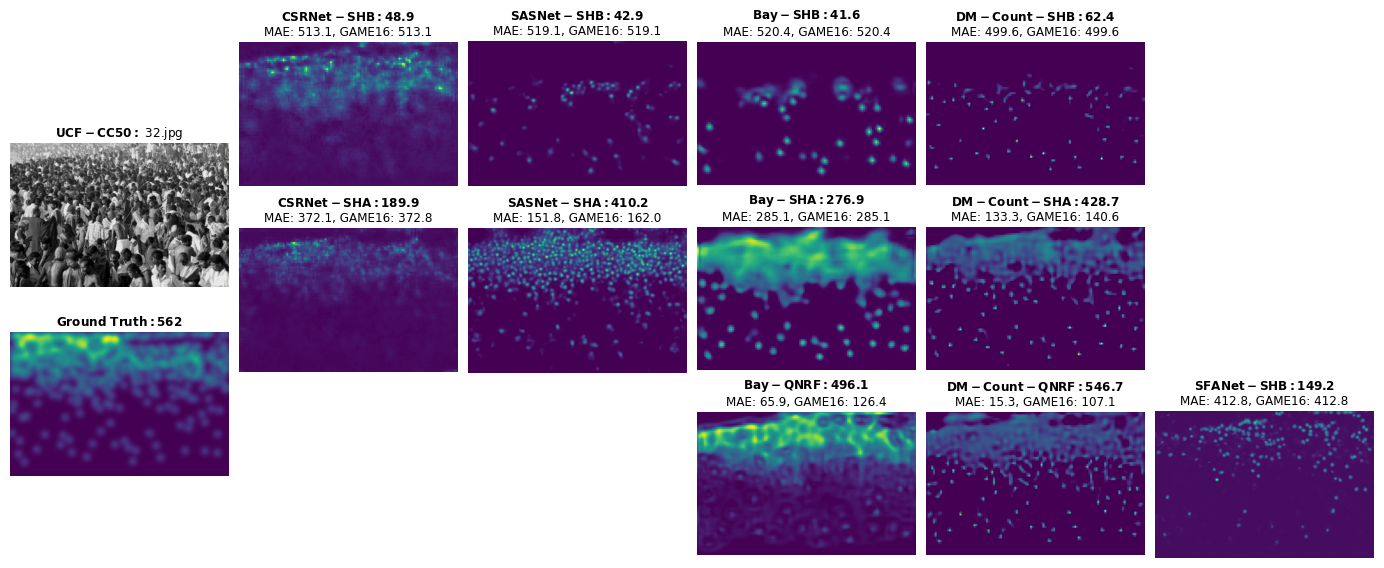 CSRNet−SHB: 48.9
MAE: 513.1, GAME16: 513.1
SASNet−SHB: 42.9
MAE: 519.1, GAME16: 519.1
Bay−SHB: 41.6
MAE: 520.4, GAME16: 520.4
DM−Count−SHB: 62.4
MAE: 499.6, GAME16: 499.6
UCF−CC50: 32.jpg
CSRNet−SHA: 189.9
MAE: 372.1, GAME16: 372.8
SASNet−SHA: 410.2
MAE: 151.8, GAME16: 162.0
Bay−SHA: 276.9
MAE: 285.1, GAME16: 285.1
DM−Count−SHA: 428.7
MAE: 133.3, GAME16: 140.6
Ground Truth: 562
Bay−QNRF: 496.1
MAE: 65.9, GAME16: 126.4
DM−Count−QNRF: 546.7
MAE: 15.3, GAME16: 107.1
SFANet−SHB: 149.2
MAE: 412.8, GAME16: 412.8